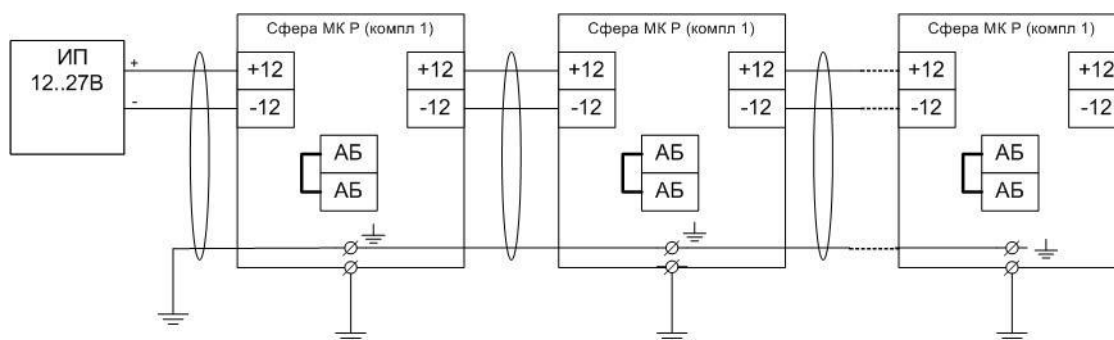 Сфера МК Р (компл 1)
Сфера МК Р (компл 1)
Сфера МК Р (компл 1)
ИП
12..27В
+
-
+12
-12
+12
-12
+12
-12
+12
-12
+12
-12
+12
-12
АБ
АБ
АБ
АБ
АБ
АБ